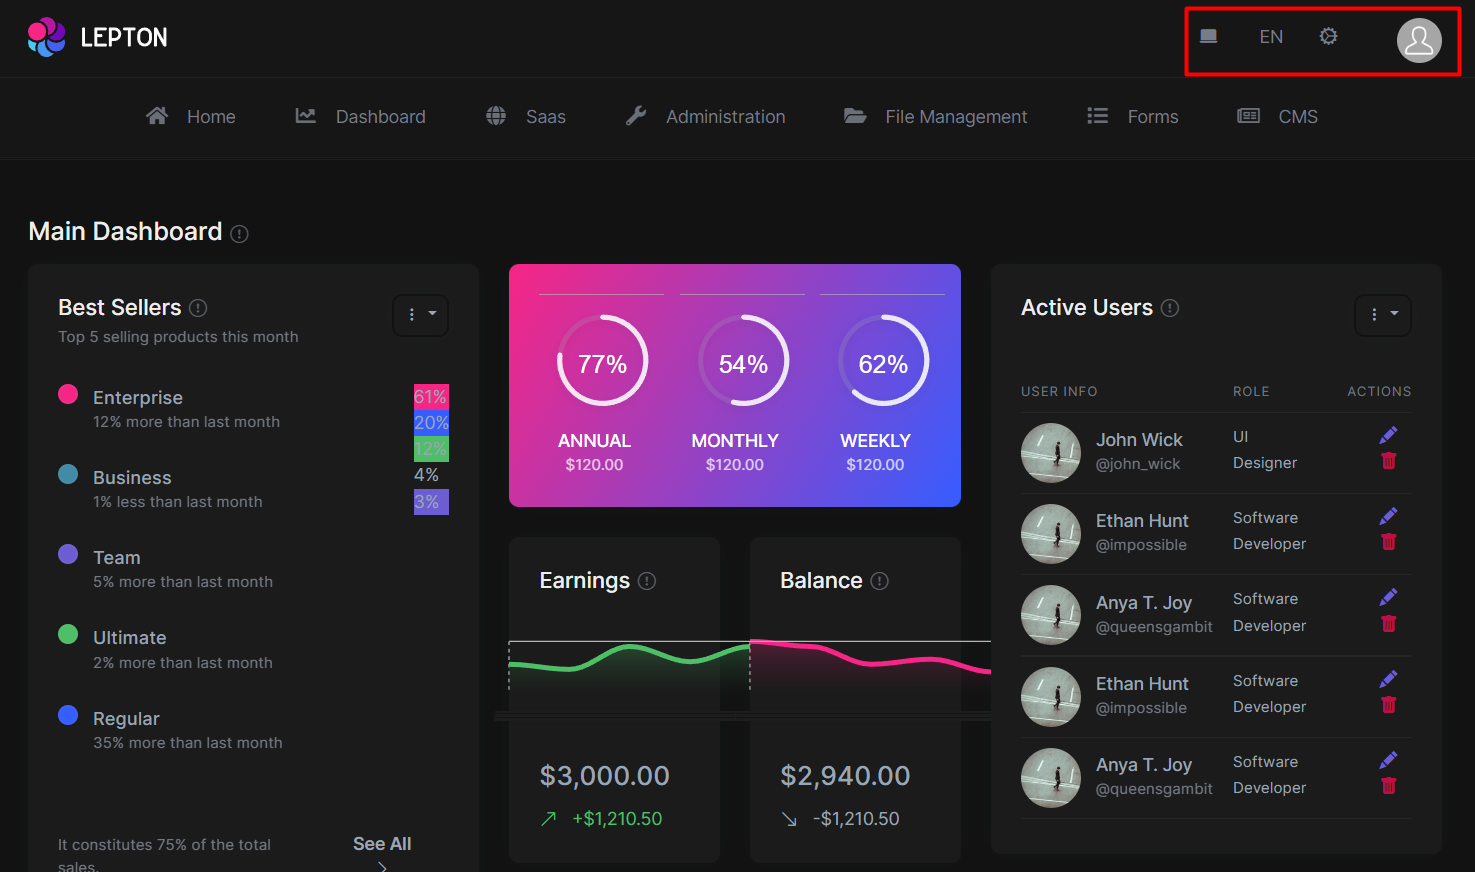 LEPTON
EN
Home Dashboard Saas Administration File Management Forms CMS
Main Dashboard
Best Sellers
Top 5 selling products this month
Enterprise
12% more than last month
Business
1% less than last month
Team
5% more than last month
Ultimate
2% more than last month
Regular
35% more than last month
61%
20%
12%
4%
3%
It constitutes 75% of the total
sales.
See All
77% 54% 62%
ANNUAL MONTHLY WEEKLY
$120.00 $120.00 $120.00
Earnings
$3,000.00
+$1,210.50
Balance
$2,940.00
-$1,210.50
Active Users
USER INFO ROLE ACTIONS
John Wick
@john_wick
UI
Designer
Ethan Hunt
@impossible
Software
Developer
Anya T. Joy
@queensgambit
Software
Developer
Ethan Hunt
@impossible
Software
Developer
Anya T. Joy
@queensgambit
Software
Developer